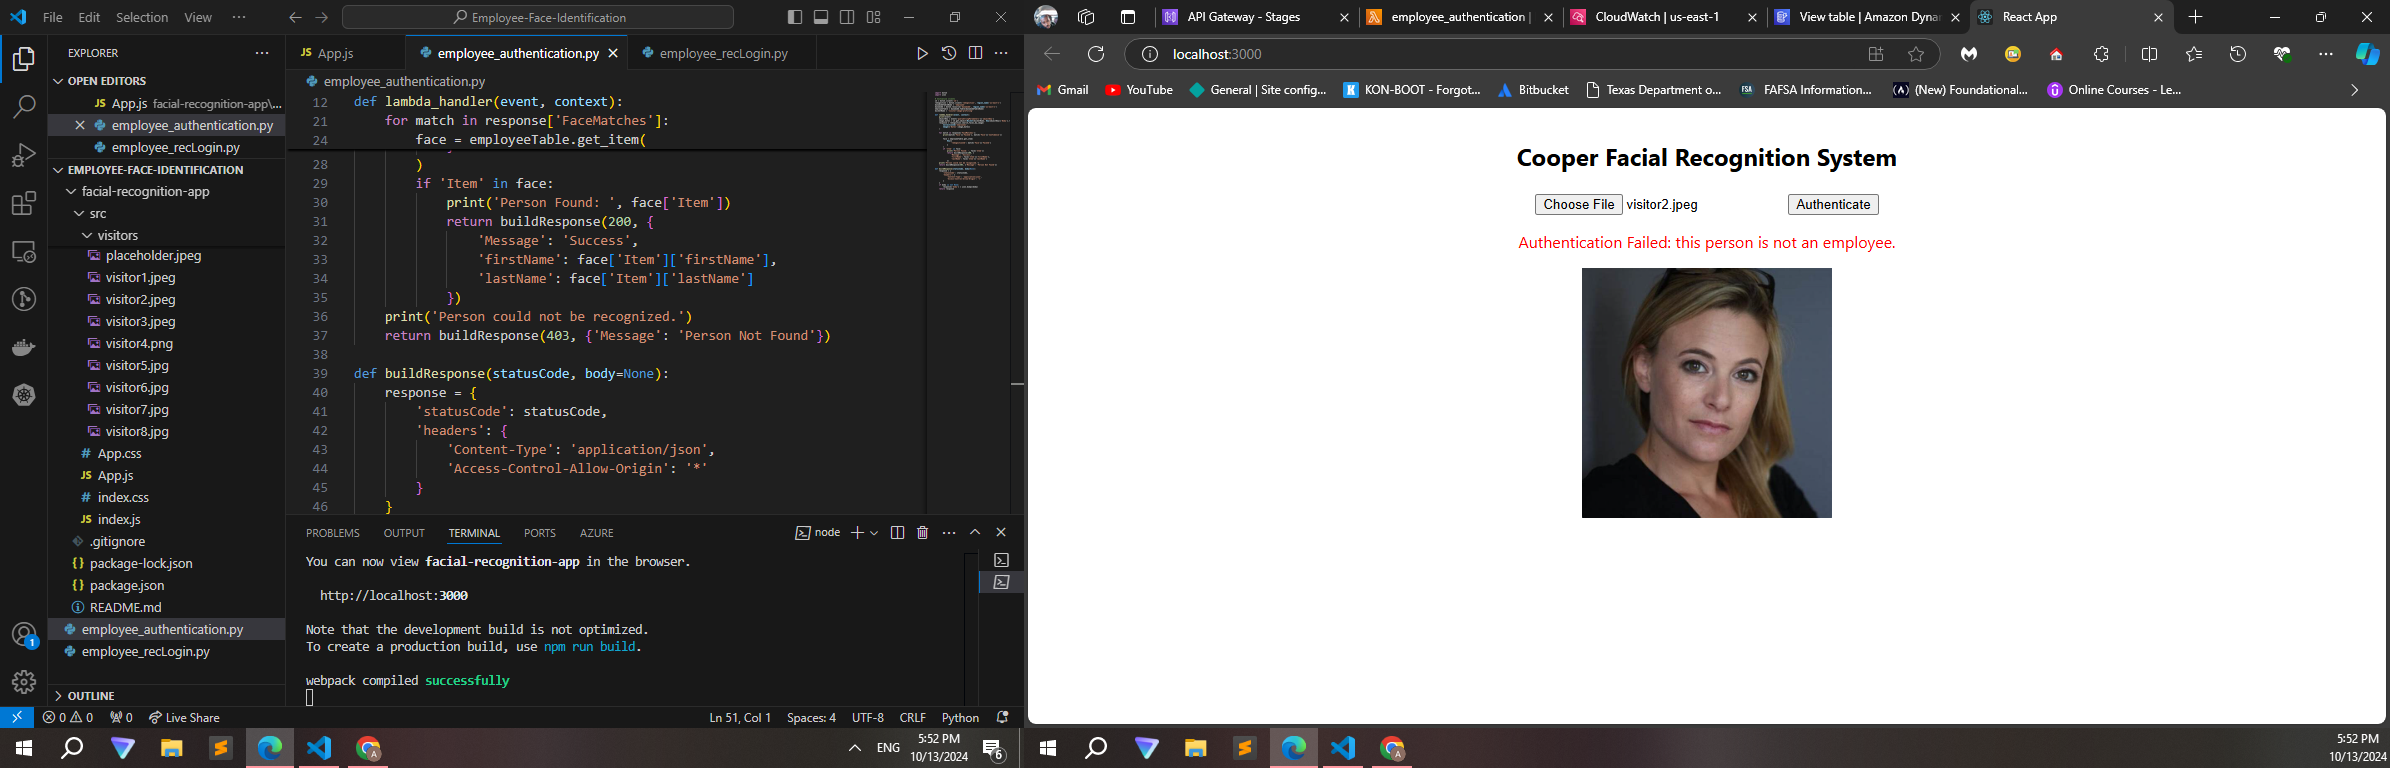 File Edit Selection View ··· Employee-Face-Identification
EXPLORER
OPEN EDITORS
App.js facial-recognition-app\...
employee_authentication.py
employee_recLogin.py
EMPLOYEE-FACE-IDENTIFICATION
facial-recognition-app
src
visitors
placeholder.jpeg
visitor1.jpeg
visitor2.jpeg
visitor3.jpeg
visitor4.png
visitor5.jpg
visitor6.jpg
visitor7.jpg
visitor8.jpg
# App.css
JS App.js
# index.css
JS index.js
.gitignore
{} package-lock.json
{} package.json
README.md
employee_authentication.py
employee_recLogin.py
OUTLINE
JS App.js employee_authentication.py employee_recLogin.py
employee_authentication.py
12 def lambda_handler(event, context):
21 for match in response['FaceMatches']:
24 face = employeeTable.get_item(
28 )
29 if 'Item' in face:
30 print('Person Found: ', face['Item'])
31 return buildResponse(200, {
32 'Message': 'Success',
33 'firstName': face['Item']['firstName'],
34 'lastName': face['Item']['lastName']
35 })
36 print('Person could not be recognized.')
37 return buildResponse(403, {'Message': 'Person Not Found'})
38
39 def buildResponse(statusCode, body=None):
40 response = {
41 'statusCode': statusCode,
42 'headers': {
43 'Content-Type': 'application/json',
44 'Access-Control-Allow-Origin': '*'
45 }
46 }
PROBLEMS OUTPUT TERMINAL PORTS AZURE node
You can now view facial-recognition-app in the browser.
http://localhost:3000
Note that the development build is not optimized.
To create a production build, use npm run build.
webpack compiled successfully
0 0 0 Live Share Ln 51, Col 1 Spaces: 4 UTF-8 CRLF Python
ENG 5:52 PM
10/13/2024 6
API Gateway - Stages employee_authentication | CloudWatch | us-east-1 View table | Amazon Dynar React App
localhost:3000
Gmail YouTube General | Site config... KON-BOOT - Forgot... Bitbucket Texas Department o... FAFSA Information... (New) Foundational... Online Courses - Le...
Cooper Facial Recognition System
Choose File visitor2.jpeg Authenticate
Authentication Failed: this person is not an employee.
5:52 PM
10/13/2024